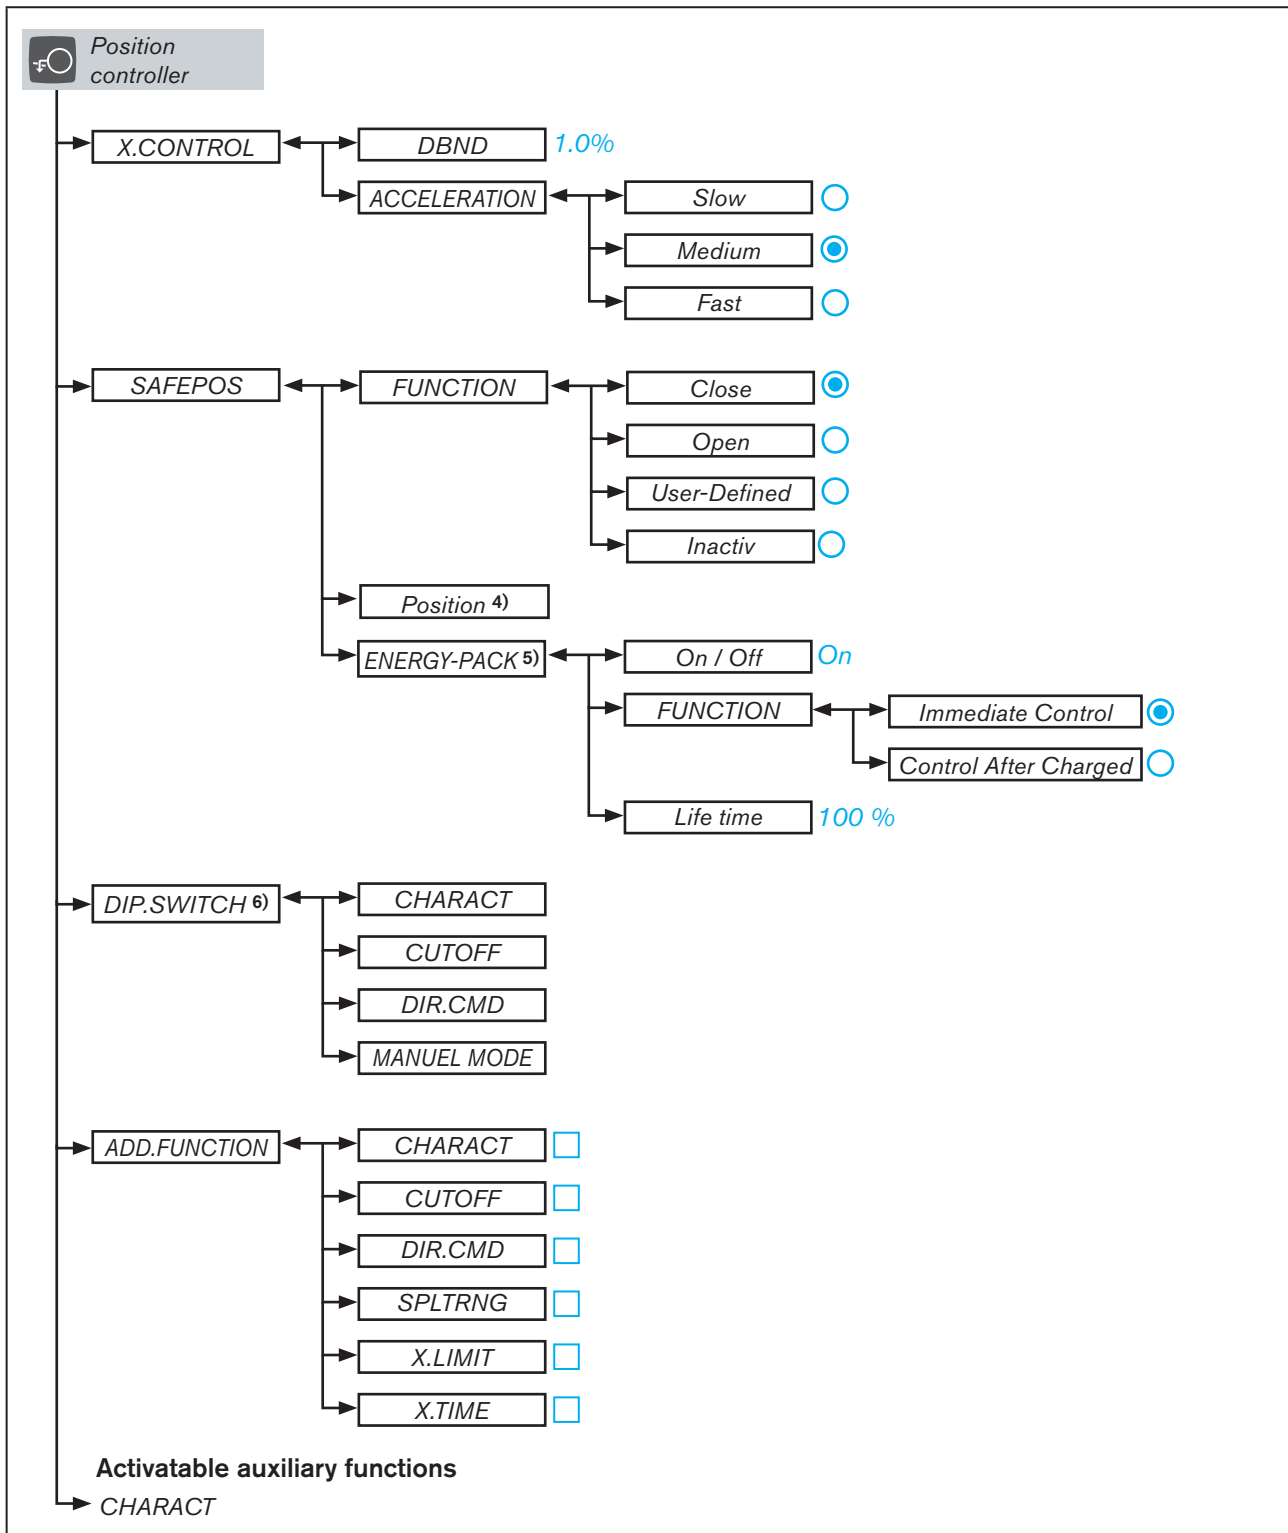 Position
controller
X.CONTROL
DBND
1.0%
ACCELERATION
Slow
Medium
Fast
SAFEPOS
FUNCTION
Close
Open
User-Defined
Inactiv
Position 4)
ENERGY-PACK 5)
On / Off
On
FUNCTION
Immediate Control
Control After Charged
Life time
100 %
DIP.SWITCH 6)
CHARACT
CUTOFF
DIR.CMD
MANUEL MODE
ADD.FUNCTION
CHARACT
CUTOFF
DIR.CMD
SPLTRNG
X.LIMIT
X.TIME
Activatable auxiliary functions
CHARACT